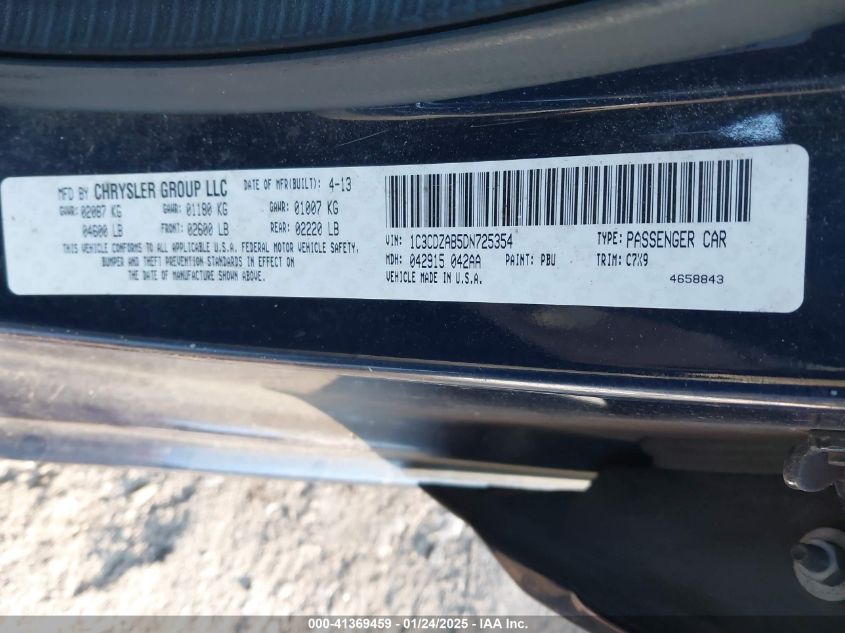 MFD BY CHRYSLER GROUP LLC DATE OF MFR(BUILT): 4-13
GVWR: 02087 KG GAWR: 01180 KG GAWR: 01007 KG
04600 LB FRONT: 02600 LB REAR: 02220 LB
THIS VEHICLE CONFORMS TO APPLICABLE U.S.A. FEDERAL MOTOR VEHICLE SAFETY,
BUMPER, AND THEFT PREVENTION STANDARDS IN EFFECT ON
THE DATE OF MANUFACTURE SHOWN ABOVE.
VIN: 1C3CDZAB5DN725354 TYPE: PASSENGER CAR
MDH: 042915 042AA PAINT: PBU TRIM: C7X9
VEHICLE MADE IN U.S.A. 4658843
000-41369459 - 01/24/2025 - IAA Inc.